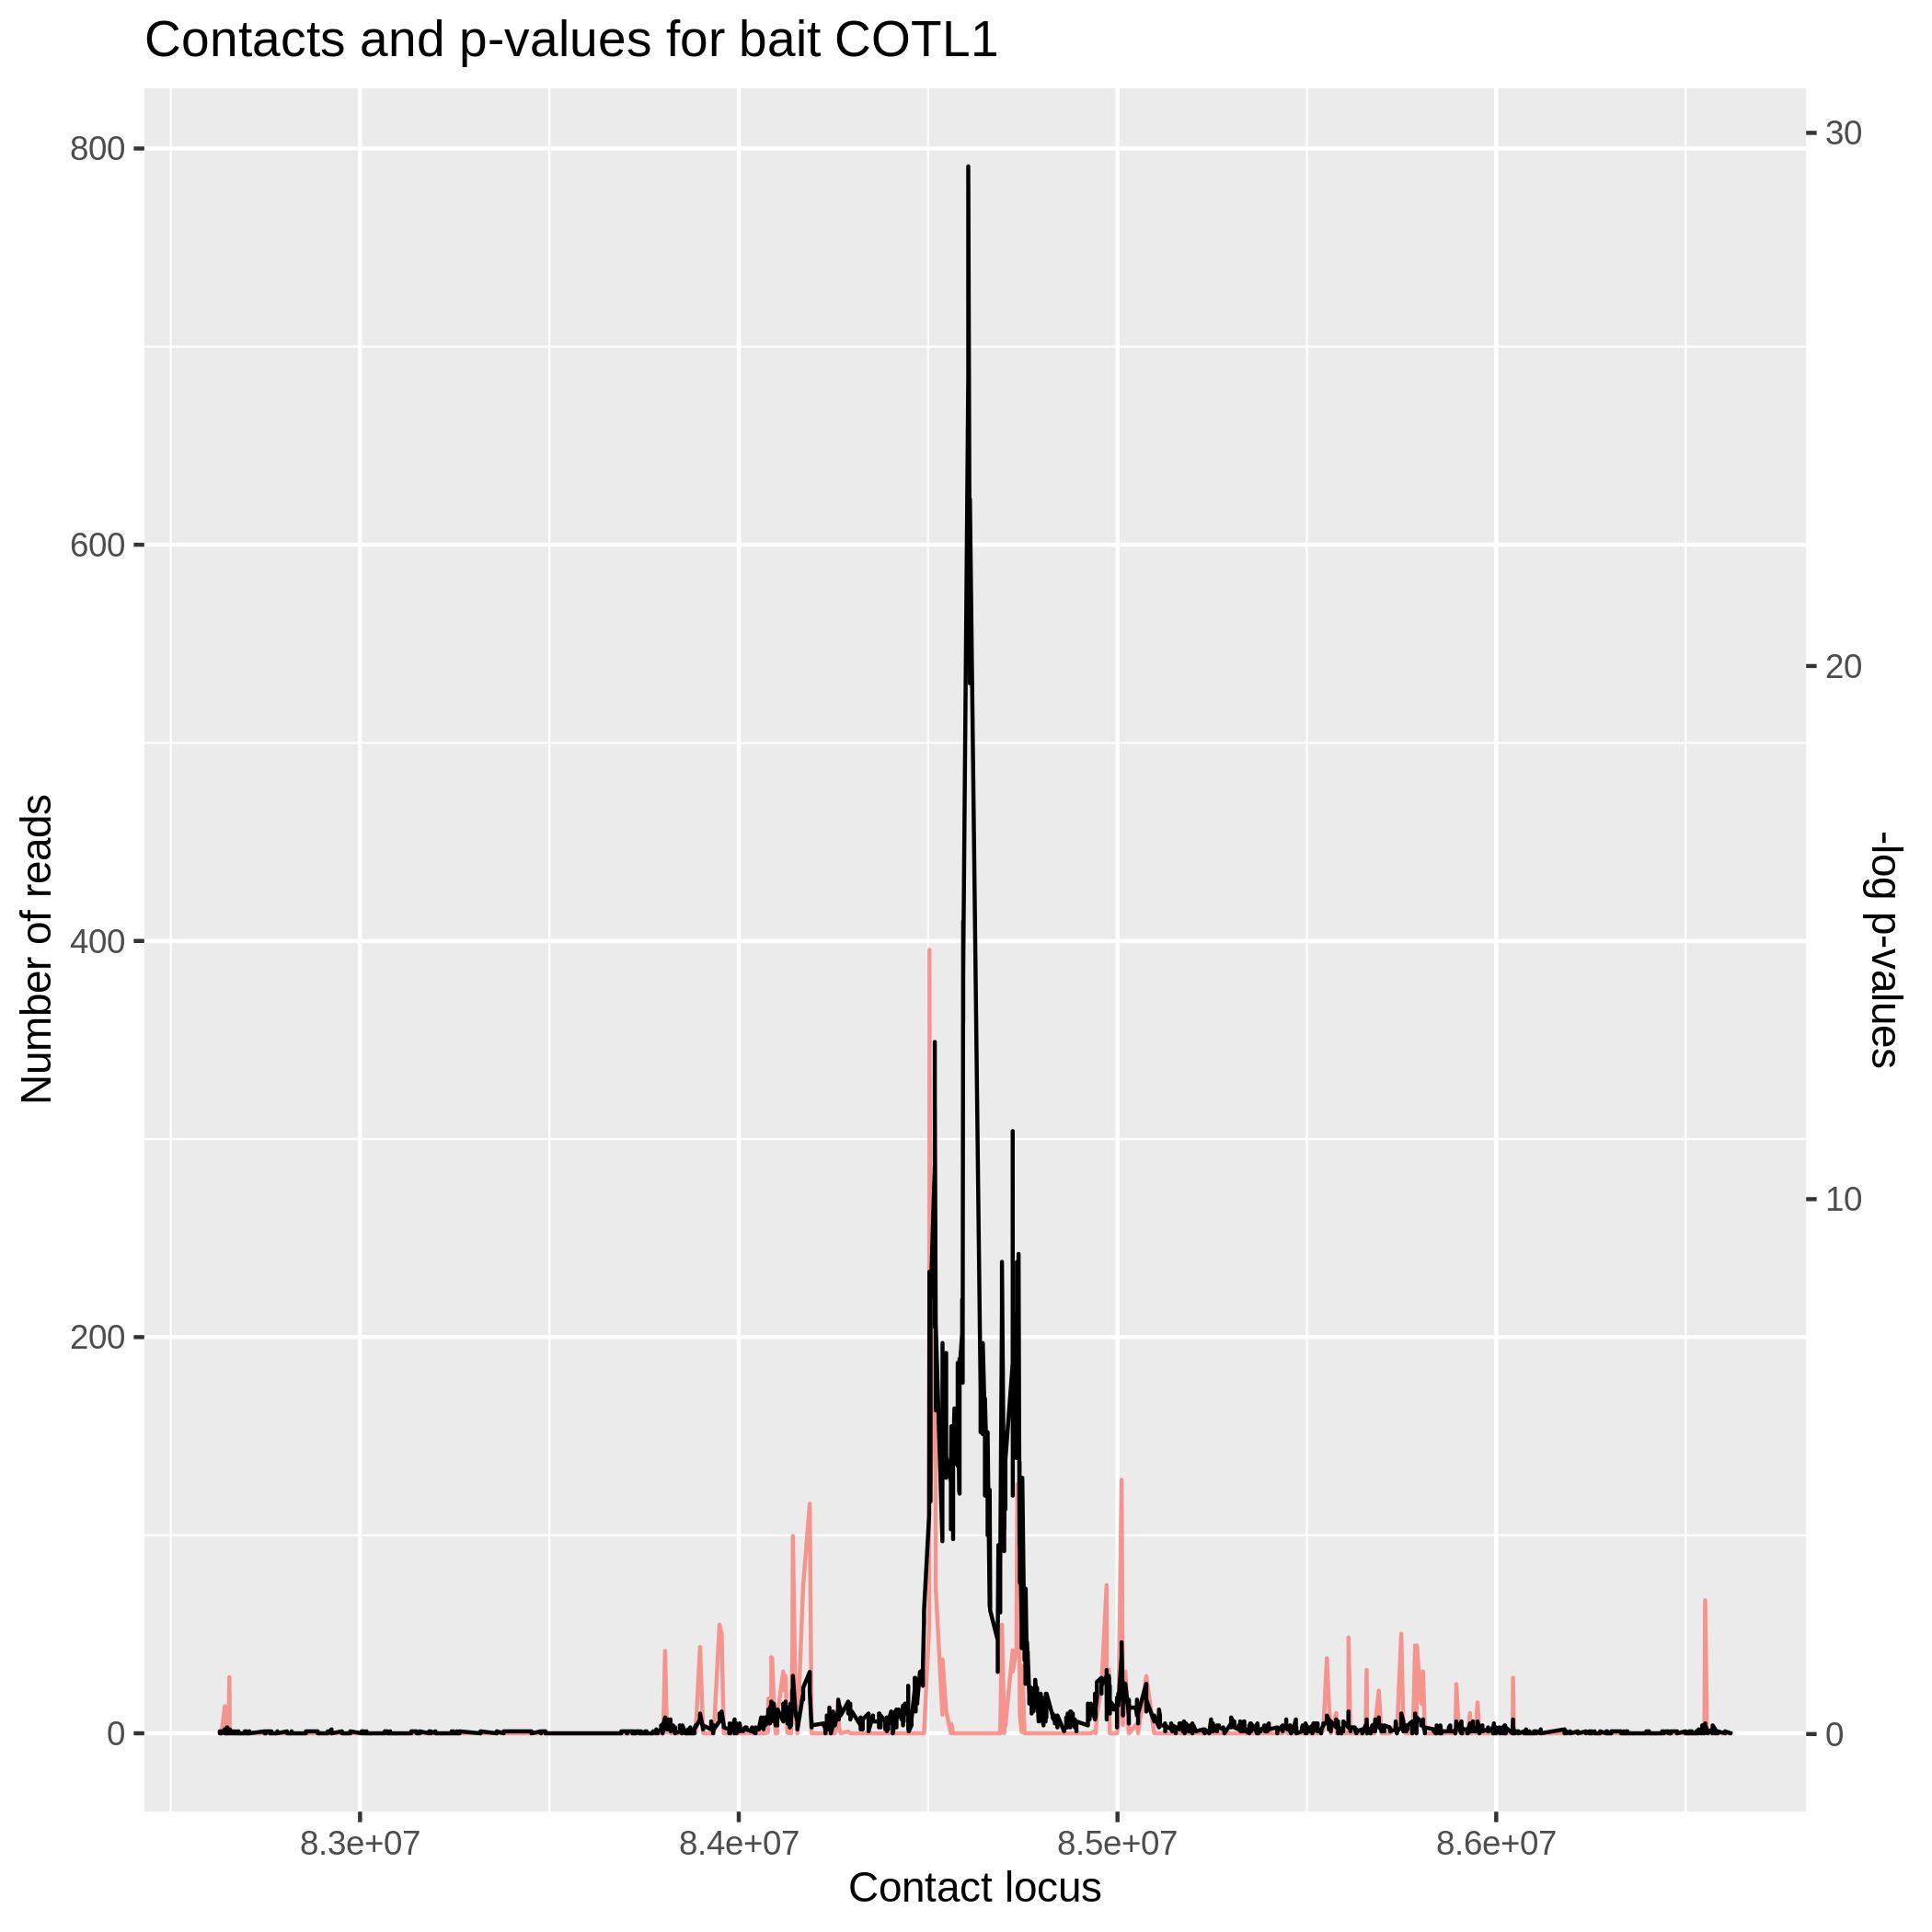 Contacts and p-values for bait COTL1
800
600
400
200
0
Number of reads
30
20
10
0
-log p-values
8.3e+07
8.4e+07
8.5e+07
8.6e+07
Contact locus